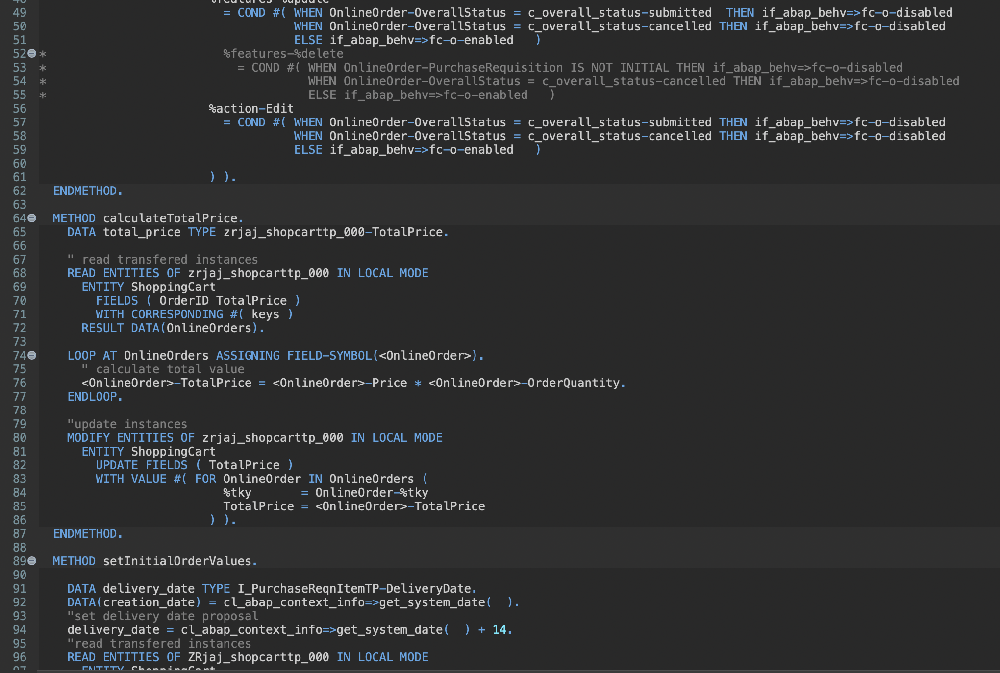 48 %features-%update
49 = COND #( WHEN OnlineOrder-OverallStatus = c_overall_status-submitted  THEN if_abap_behv=>fc-o-disabled
50 WHEN OnlineOrder-OverallStatus = c_overall_status-cancelled THEN if_abap_behv=>fc-o-disabled
51 ELSE if_abap_behv=>fc-o-enabled   )
52 * %features-%delete
53 * = COND #( WHEN OnlineOrder-PurchaseRequisition IS NOT INITIAL THEN if_abap_behv=>fc-o-disabled
54 * WHEN OnlineOrder-OverallStatus = c_overall_status-cancelled THEN if_abap_behv=>fc-o-disabled
55 * ELSE if_abap_behv=>fc-o-enabled   )
56 %action-Edit
57 = COND #( WHEN OnlineOrder-OverallStatus = c_overall_status-submitted THEN if_abap_behv=>fc-o-disabled
58 WHEN OnlineOrder-OverallStatus = c_overall_status-cancelled THEN if_abap_behv=>fc-o-disabled
59 ELSE if_abap_behv=>fc-o-enabled   )
60
61 ) ).
62 ENDMETHOD.
63
64 METHOD calculateTotalPrice.
65 DATA total_price TYPE zrjaj_shopcarttp_000-TotalPrice.
66
67 " read transfered instances
68 READ ENTITIES OF zrjaj_shopcarttp_000 IN LOCAL MODE
69 ENTITY ShoppingCart
70 FIELDS ( OrderID TotalPrice )
71 WITH CORRESPONDING #( keys )
72 RESULT DATA(OnlineOrders).
73
74 LOOP AT OnlineOrders ASSIGNING FIELD-SYMBOL(<OnlineOrder>).
75 " calculate total value
76 <OnlineOrder>-TotalPrice = <OnlineOrder>-Price * <OnlineOrder>-OrderQuantity.
77 ENDLOOP.
78
79 "update instances
80 MODIFY ENTITIES OF zrjaj_shopcarttp_000 IN LOCAL MODE
81 ENTITY ShoppingCart
82 UPDATE FIELDS ( TotalPrice )
83 WITH VALUE #( FOR OnlineOrder IN OnlineOrders (
84 %tky       = OnlineOrder-%tky
85 TotalPrice = <OnlineOrder>-TotalPrice
86 ) ).
87 ENDMETHOD.
88
89 METHOD setInitialOrderValues.
90
91 DATA delivery_date TYPE I_PurchaseReqnItemTP-DeliveryDate.
92 DATA(creation_date) = cl_abap_context_info=>get_system_date(  ).
93 "set delivery date proposal
94 delivery_date = cl_abap_context_info=>get_system_date(  ) + 14.
95 "read transfered instances
96 READ ENTITIES OF ZRjaj_shopcarttp_000 IN LOCAL MODE
97 ENTITY ShoppingCart